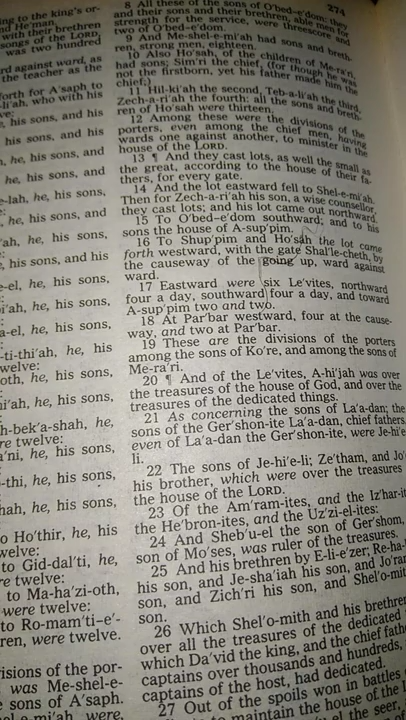 ing to the king's or-
nd He'man,
with their brethren
songs of the LORD,
was two hundred
rd against ward, as
the teacher as the
forth for A'saph to
li'ah, who with his
ve:
e, his sons, and his
his sons, and his
, he, his sons, and
he, his sons, and
e-lah, he, his sons,
he, his sons, and
'ah, he, his sons,
, his sons, and his
e-el, he, his sons,
i'ah, he, his sons,
a-el, he, his sons,
-ti-thi'ah, he, his
welve:
oth, he, his sons,
i'ah, he, his sons,
h-bek'a-shah, he,
re twelve:
a'ni, he, his sons,
-thi, he, his sons,
hah, he, his sons,
o Ho'thir, he, his
welve:
to Gid-dal'ti, he,
re twelve:
to Ma-ha'zi-oth,
were twelve:
to Ro-mam'ti-e'-
ren, were twelve.
isions of the por-
was Me-shel-e-
e sons of A'saph.
mi'ah were,
274
8 All these of the sons of O'bed-e'dom: they
and their sons and their brethren, able men for
strength for the service, were threescore and
two of O'bed-e'dom.
9 And Me-shel-e-mi'ah had sons and breth-
ren, strong men, eighteen.
10 Also Ho'sah, of the children of Me-ra'ri,
had sons; Sim'ri the chief, (for though he was
not the firstborn, yet his father made him the
chief;)
11 Hil-ki'ah the second, Teb-a-li'ah the third,
Zech-a-ri'ah the fourth: all the sons and breth-
ren of Ho'sah were thirteen.
12 Among these were the divisions of the
porters, even among the chief men, having
wards one against another, to minister in the
house of the LORD.
13 ¶ And they cast lots, as well the small as
the great, according to the house of their fa-
thers, for every gate.
14 And the lot eastward fell to Shel-e-mi'ah.
Then for Zech-a-ri'ah his son, a wise counsellor,
they cast lots; and his lot came out northward.
15 To O'bed-e'dom southward; and to his
sons the house of A-sup'pim.
16 To Shup'pim and Ho'sah the lot came
forth westward, with the gate Shal'le-cheth, by
the causeway of the going up, ward against
ward.
17 Eastward were six Le'vites, northward
four a day, southward four a day, and toward
A-sup'pim two and two.
18 At Par'bar westward, four at the cause-
way, and two at Par'bar.
19 These are the divisions of the porters
among the sons of Ko're, and among the sons of
Me-ra'ri.
20 ¶ And of the Le'vites, A-hi'jah was over
the treasures of the house of God, and over the
treasures of the dedicated things.
21 As concerning the sons of La'a-dan; the
sons of the Ger'shon-ite La'a-dan, chief fathers,
even of La'a-dan the Ger'shon-ite, were Je-hi'e-
li.
22 The sons of Je-hi'e-li; Ze'tham, and Jo'
his brother, which were over the treasures
the house of the LORD.
23 Of the Am'ram-ites, and the Iz'har-it
the He'bron-ites, and the Uz'zi-el-ites:
24 And Sheb'u-el the son of Ger'shom,
son of Mo'ses, was ruler of the treasures.
25 And his brethren by E-li-e'zer; Re-ha-
his son, and Je-sha'iah his son, and Jo'ra
son, and Zich'ri his son, and Shel'o-mit
son.
26 Which Shel'o-mith and his brethre
over all the treasures of the dedicated
which Da'vid the king, and the chief fath
captains over thousands and hundreds,
captains of the host, had dedicated.
27 Out of the spoils won in battles
to maintain the house of the L
the seer,